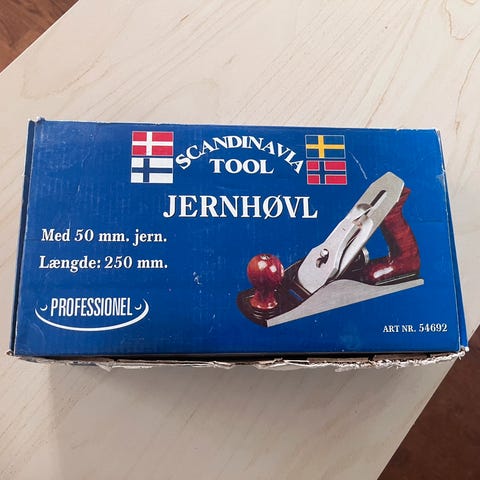 SCANDINAVIA
TOOL
JERNHØVL
Med 50 mm. jern.
Længde: 250 mm.
PROFESSIONEL
ART NR. 54692